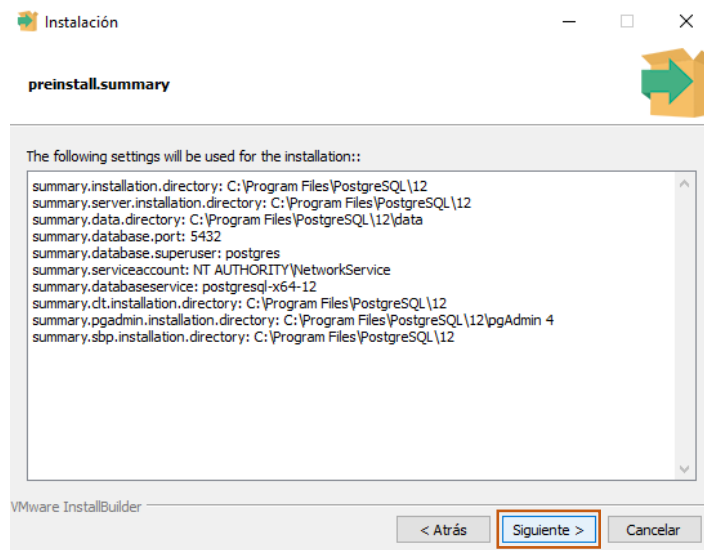 Instalación
preinstall.summary
The following settings will be used for the installation::
summary.installation.directory: C:\Program Files\PostgreSQL\12
summary.server.installation.directory: C:\Program Files\PostgreSQL\12
summary.data.directory: C:\Program Files\PostgreSQL\12\data
summary.database.port: 5432
summary.database.superuser: postgres
summary.serviceaccount: NT AUTHORITY\NetworkService
summary.databaseservice: postgresql-x64-12
summary.clt.installation.directory: C:\Program Files\PostgreSQL\12
summary.pgadmin.installation.directory: C:\Program Files\PostgreSQL\12\pgAdmin 4
summary.sbp.installation.directory: C:\Program Files\PostgreSQL\12
VMware InstallBuilder
< Atrás Siguiente > Cancelar